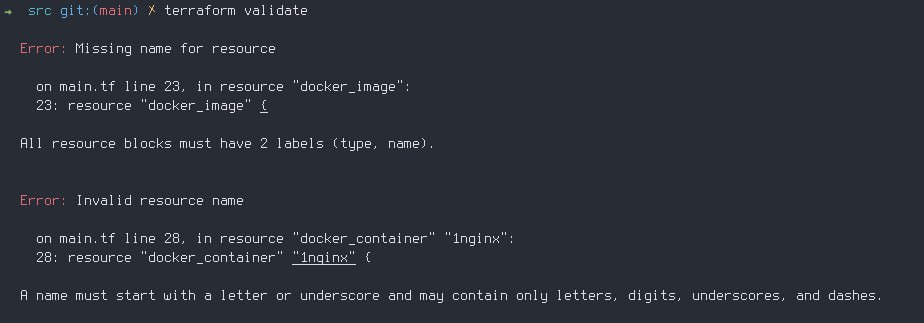 → src git:(main) ✗ terraform validate
Error: Missing name for resource
on main.tf line 23, in resource "docker_image":
23: resource "docker_image" {
All resource blocks must have 2 labels (type, name).
Error: Invalid resource name
on main.tf line 28, in resource "docker_container" "1nginx":
28: resource "docker_container" "1nginx" {
A name must start with a letter or underscore and may contain only letters, digits, underscores, and dashes.